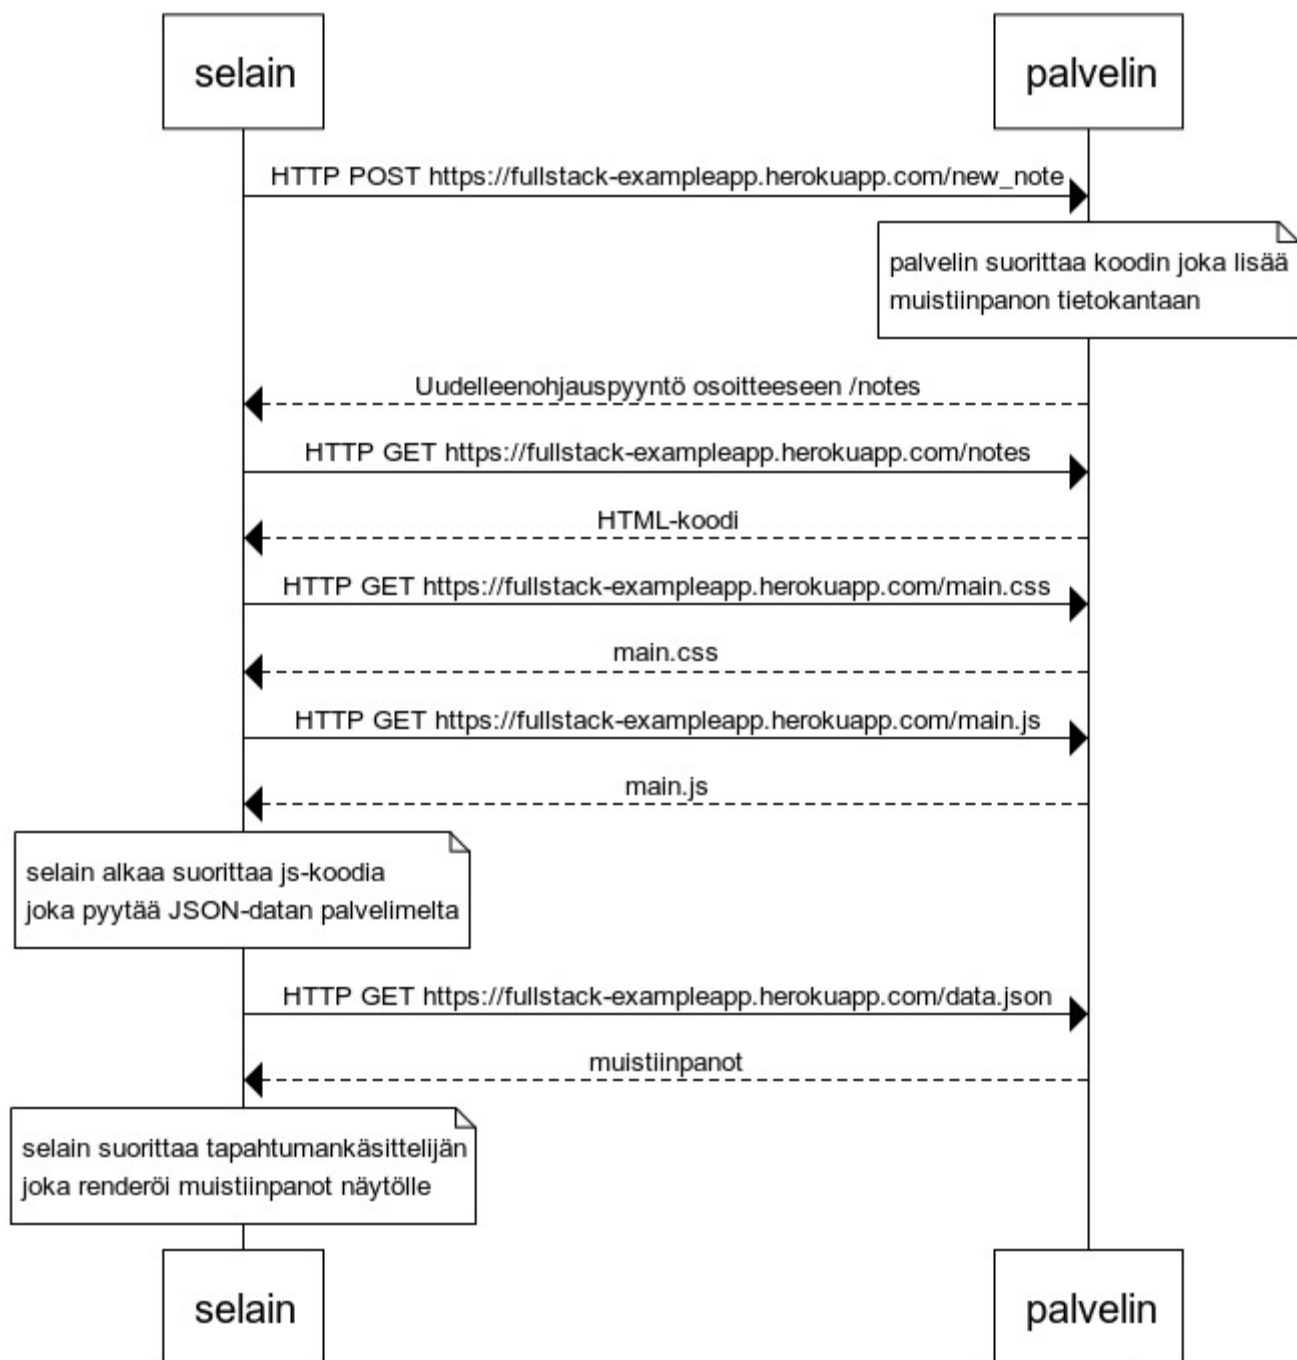 selain
palvelin
HTTP POST https://fullstack-exampleapp.herokuapp.com/new_note
palvelin suorittaa koodin joka lisää
muistiinpanon tietokantaan
Uudelleenohjauspyyntö osoitteeseen /notes
HTTP GET https://fullstack-exampleapp.herokuapp.com/notes
HTML-koodi
HTTP GET https://fullstack-exampleapp.herokuapp.com/main.css
main.css
HTTP GET https://fullstack-exampleapp.herokuapp.com/main.js
main.js
selain alkaa suorittaa js-koodia
joka pyytää JSON-datan palvelimelta
HTTP GET https://fullstack-exampleapp.herokuapp.com/data.json
muistiinpanot
selain suorittaa tapahtumankäsittelijän
joka renderöi muistiinpanot näytölle
selain
palvelin